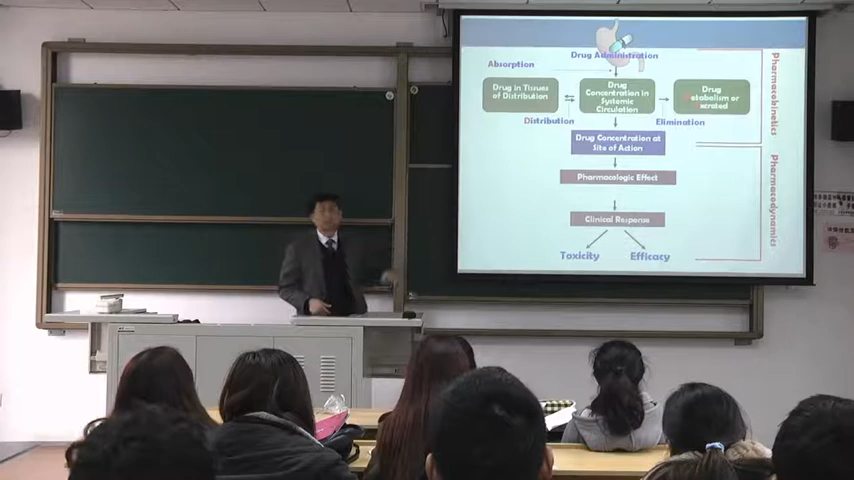 Drug Administration
Absorption
Drug in Tissues
of Distribution
Drug
Concentration in
Systemic
Circulation
Drug
Metabolism or
Excreted
Distribution
Elimination
Drug Concentration at
Site of Action
Pharmacologic Effect
Clinical Response
Toxicity
Efficacy
Pharmacokinetics
Pharmacodynamics